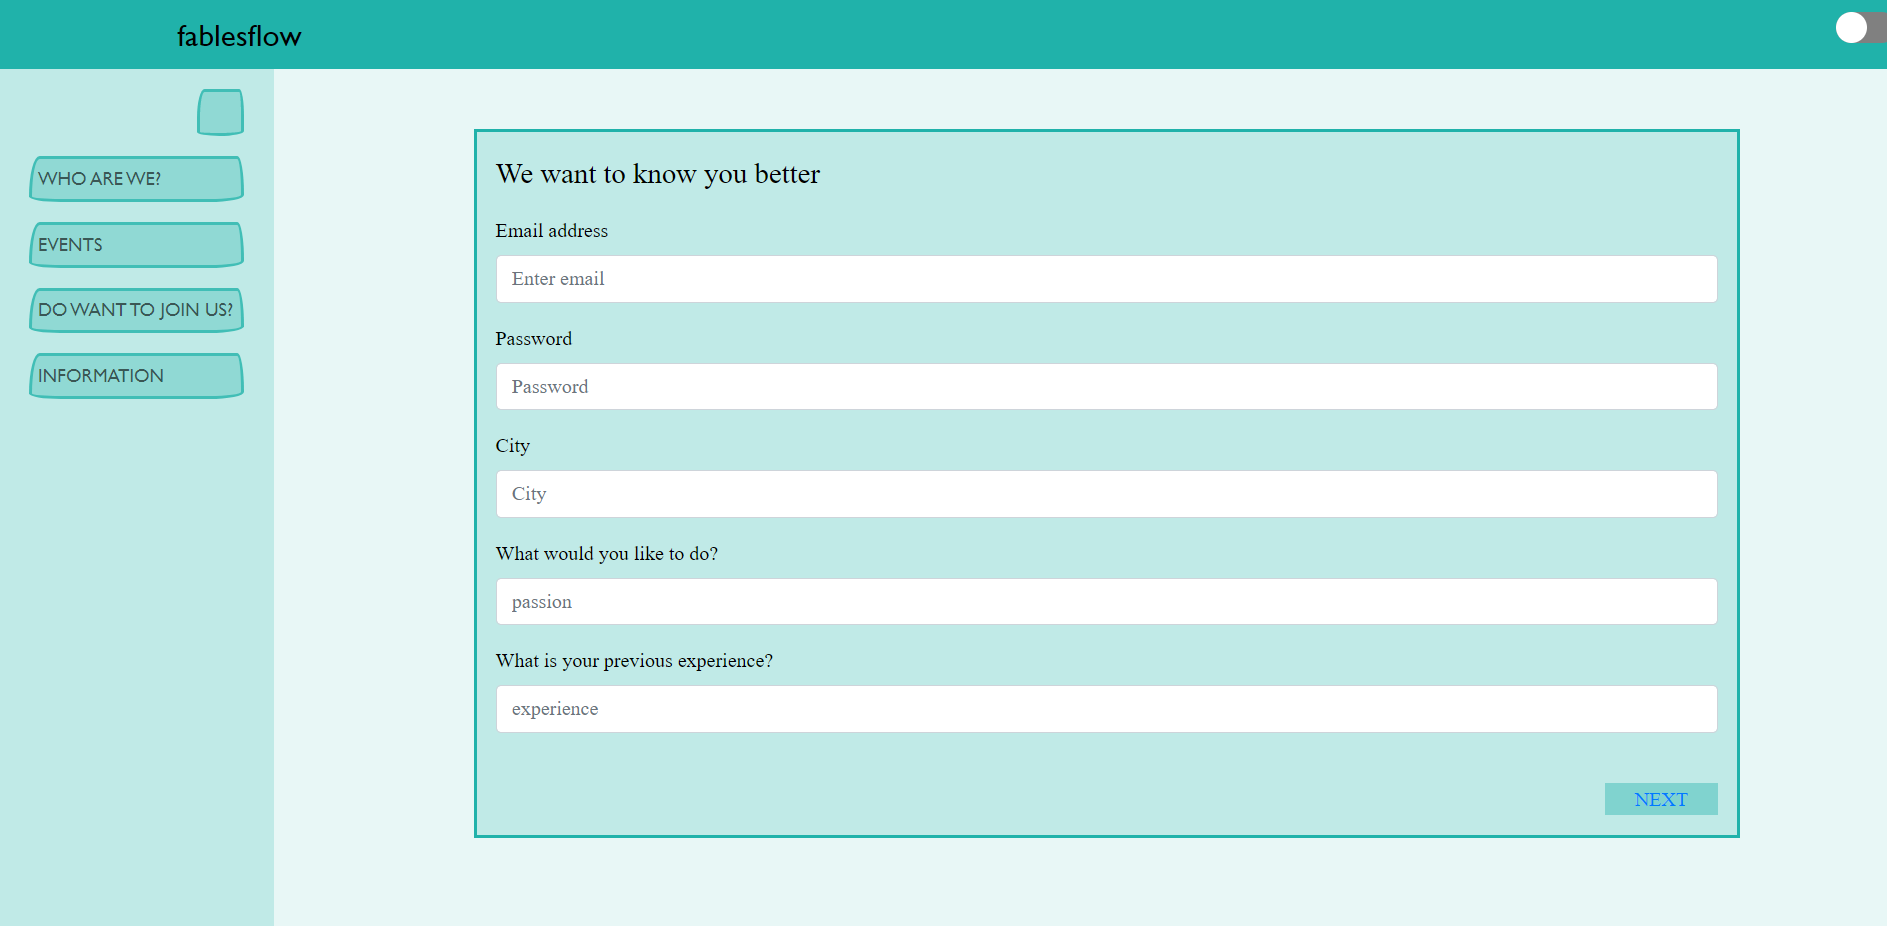 fablesflow
WHO ARE WE?
EVENTS
DO WANT TO JOIN US?
INFORMATION
We want to know you better
Email address
Enter email
Password
Password
City
City
What would you like to do?
passion
What is your previous experience?
experience
NEXT